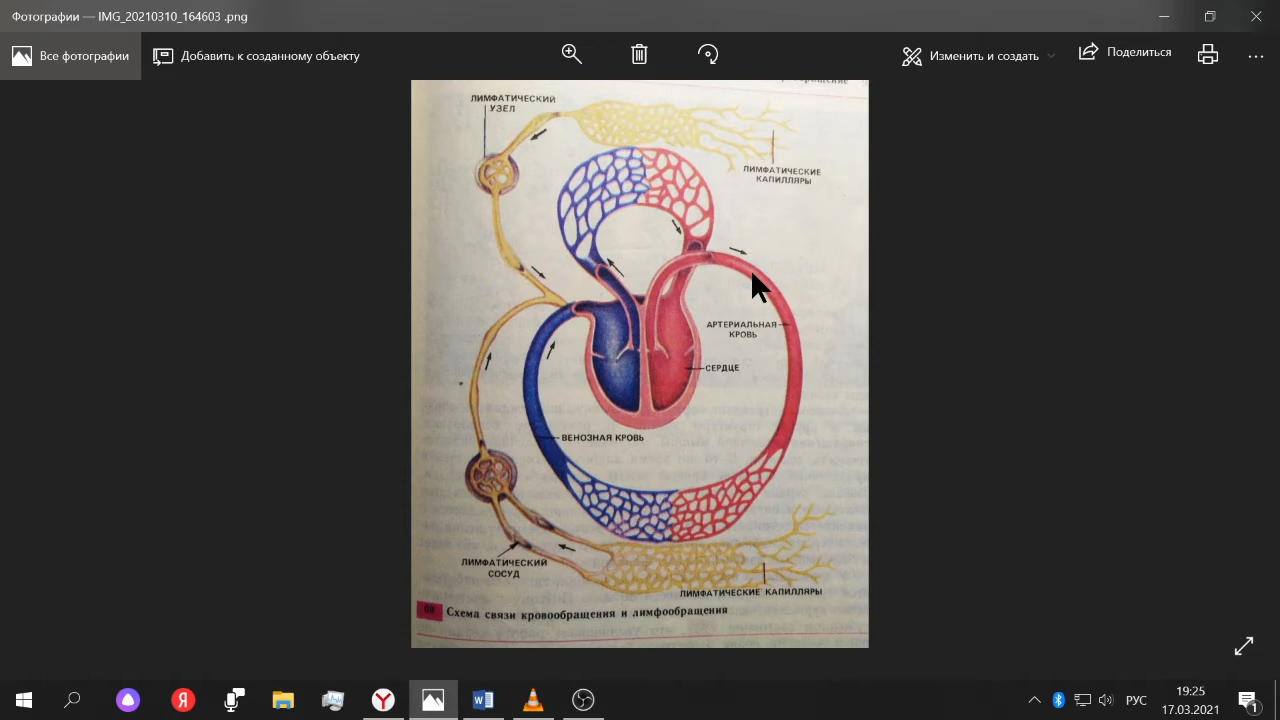 Фотографии — IMG_20210310_164603 .png
Все фотографии
Добавить к созданному объекту
Изменить и создать
Поделиться
ЛИМФАТИЧЕСКИЙ
УЗЕЛ
ЛИМФАТИЧЕСКИЕ
КАПИЛЛЯРЫ
АРТЕРИАЛЬНАЯ
КРОВЬ
СЕРДЦЕ
ВЕНОЗНАЯ КРОВЬ
ЛИМФАТИЧЕСКИЙ
СОСУД
ЛИМФАТИЧЕСКИЕ КАПИЛЛЯРЫ
Схема связи кровообращения и лимфообращения
РУС
19:25
17.03.2021
1